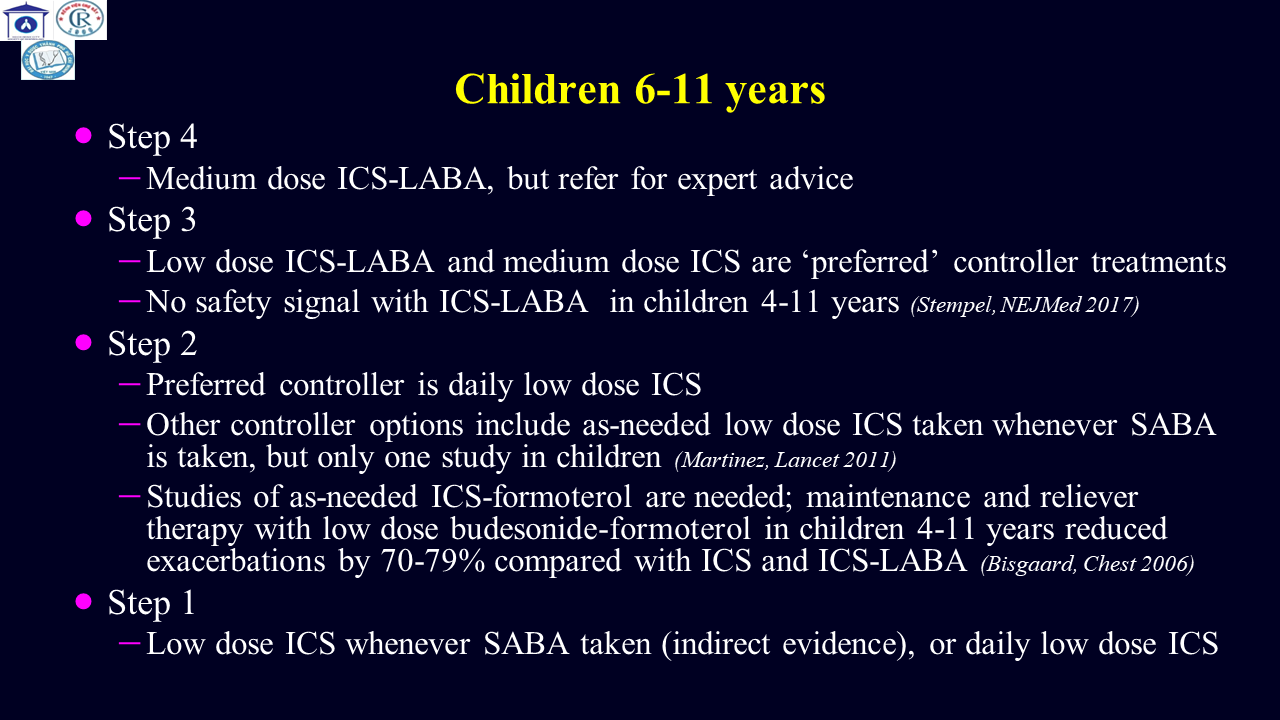 Children 6-11 years
● Step 4
– Medium dose ICS-LABA, but refer for expert advice
● Step 3
– Low dose ICS-LABA and medium dose ICS are ‘preferred’ controller treatments
– No safety signal with ICS-LABA in children 4-11 years (Stempel, NEJMed 2017)
● Step 2
– Preferred controller is daily low dose ICS
– Other controller options include as-needed low dose ICS taken whenever SABA
is taken, but only one study in children (Martinez, Lancet 2011)
– Studies of as-needed ICS-formoterol are needed; maintenance and reliever
therapy with low dose budesonide-formoterol in children 4-11 years reduced
exacerbations by 70-79% compared with ICS and ICS-LABA (Bisgaard, Chest 2006)
● Step 1
– Low dose ICS whenever SABA taken (indirect evidence), or daily low dose ICS